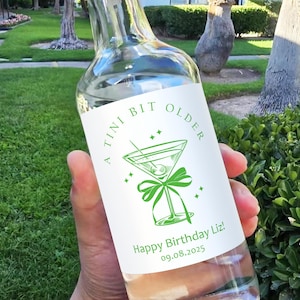 A TINI BIT OLDER
Happy Birthday Liz!
09.08.2025